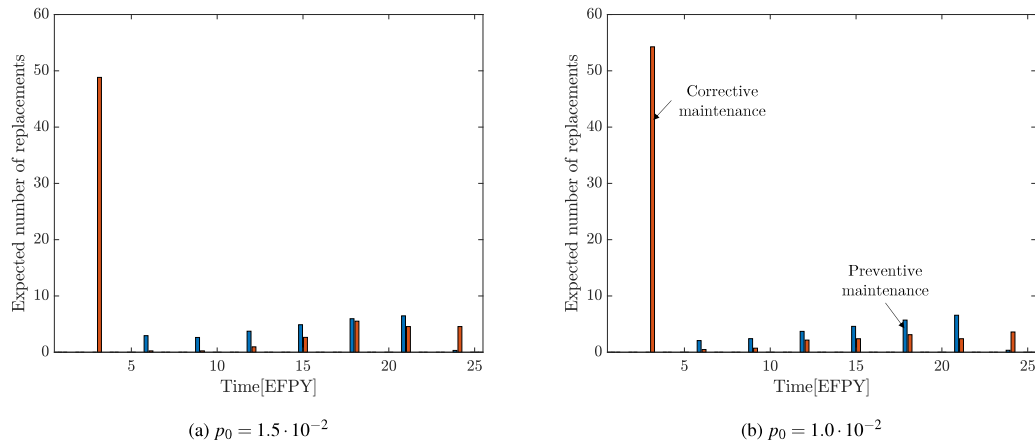 60
50
40
30
20
10
0
Expected number of replacements
5
10
15
20
25
Time[EFPY]
(a) p₀ = 1.5 · 10⁻²
60
50
40
30
20
10
0
Expected number of replacements
Corrective
maintenance
Preventive
maintenance
5
10
15
20
25
Time[EFPY]
(b) p₀ = 1.0 · 10⁻²